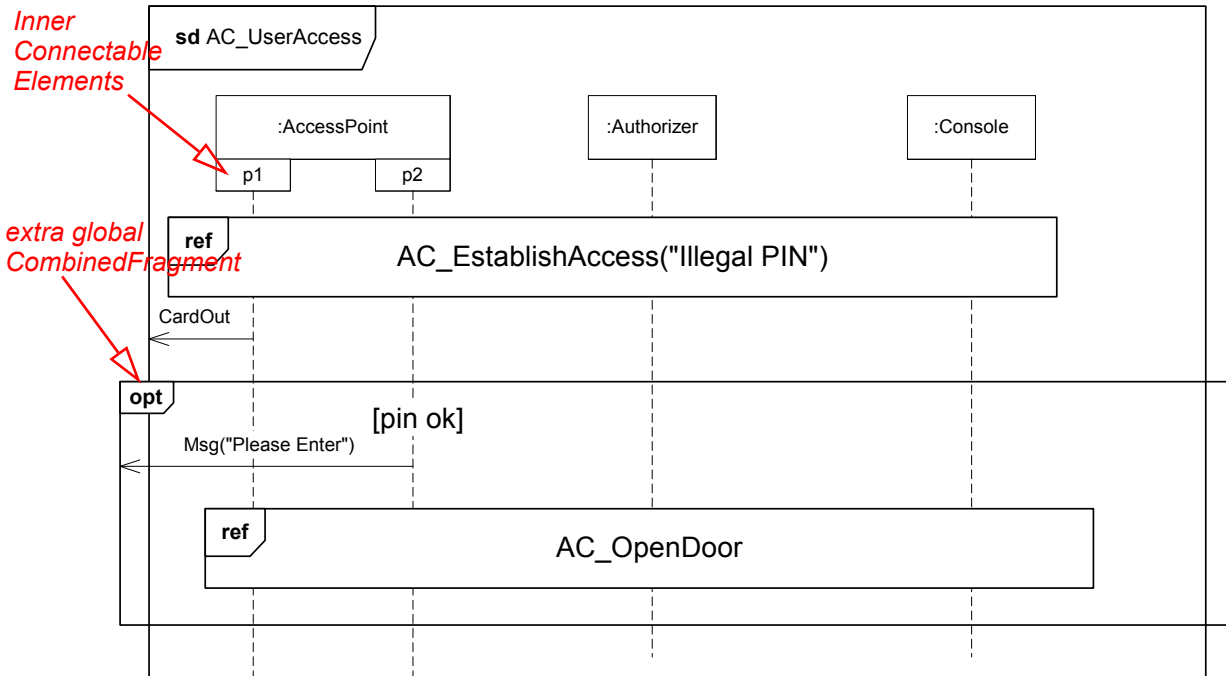 Inner
Connectable
Elements
sd AC_UserAccess
:AccessPoint
:Authorizer
:Console
p1
p2
extra global
CombinedFragment
ref
AC_EstablishAccess("Illegal PIN")
CardOut
opt
[pin ok]
Msg("Please Enter")
ref
AC_OpenDoor